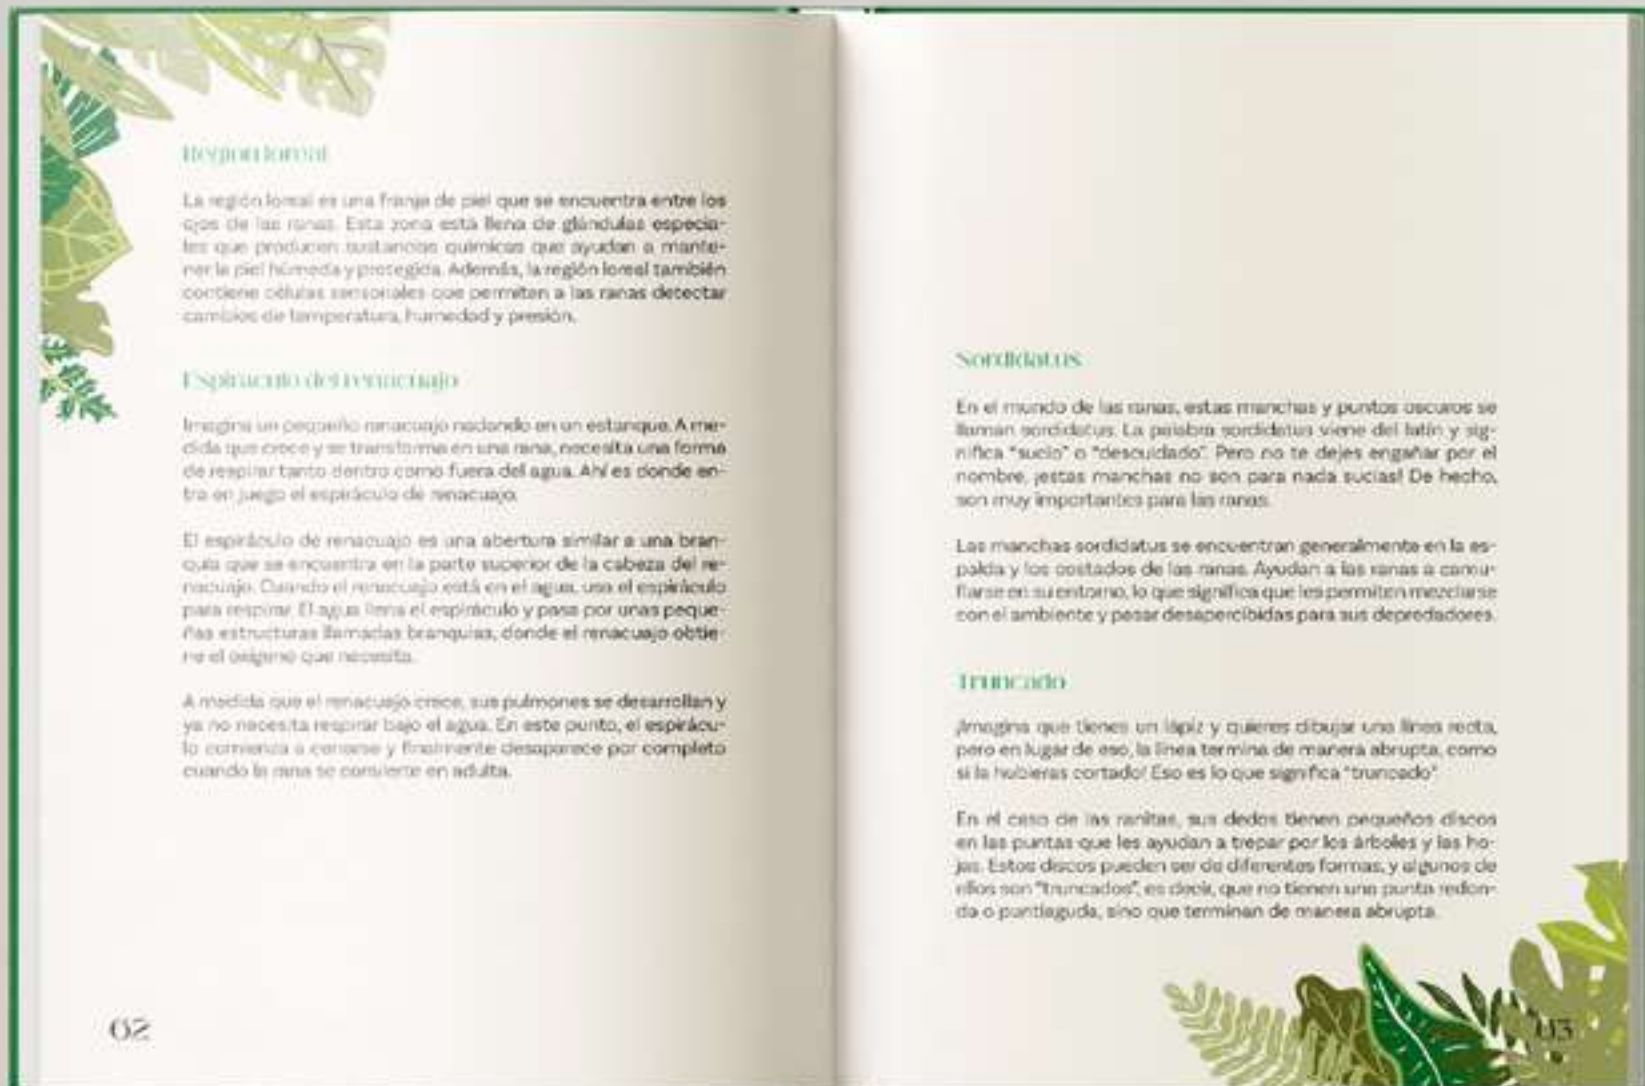 Región loreal
La región loreal es una franja de piel que se encuentra entre los
ojos de las ranas. Esta zona está llena de glándulas especia-
les que producen sustancias químicas que ayudan a mante-
ner la piel húmeda y protegida. Además, la región loreal también
contiene células sensoriales que permiten a las ranas detectar
cambios de temperatura, humedad y presión.
Espiráculo del renacuajo
Imagina un pequeño renacuajo nadando en un estanque. A me-
dida que crece y se transforma en una rana, necesita una forma
de respirar tanto dentro como fuera del agua. Ahí es donde en-
tra en juego el espiráculo de renacuajo.
El espiráculo de renacuajo es una abertura similar a una bran-
quia que se encuentra en la parte superior de la cabeza del re-
nacuajo. Cuando el renacuajo está en el agua, usa el espiráculo
para respirar. El agua llena el espiráculo y pasa por unas peque-
ñas estructuras llamadas branquias, donde el renacuajo obtie-
ne el oxígeno que necesita.
A medida que el renacuajo crece, sus pulmones se desarrollan y
ya no necesita respirar bajo el agua. En este punto, el espirácu-
lo comienza a cerrarse y finalmente desaparece por completo
cuando la rana se convierte en adulta.
02
Sordidatus
En el mundo de las ranas, estas manchas y puntos oscuros se
llaman sordidatus. La palabra sordidatus viene del latín y sig-
nifica "sucio" o "descuidado". Pero no te dejes engañar por el
nombre, ¡estas manchas no son para nada sucias! De hecho,
son muy importantes para las ranas.
Las manchas sordidatus se encuentran generalmente en la es-
palda y los costados de las ranas. Ayudan a las ranas a camu-
flarse en su entorno, lo que significa que les permiten mezclarse
con el ambiente y pasar desapercibidas para sus depredadores.
Truncado
¡Imagina que tienes un lápiz y quieres dibujar una línea recta,
pero en lugar de eso, la línea termina de manera abrupta, como
si la hubieras cortado! Eso es lo que significa "truncado"
En el caso de las ranitas, sus dedos tienen pequeños discos
en las puntas que les ayudan a trepar por los árboles y las ho-
jas. Estos discos pueden ser de diferentes formas, y algunos de
ellos son "truncados", es decir, que no tienen una punta redon-
da o puntiaguda, sino que terminan de manera abrupta.
03